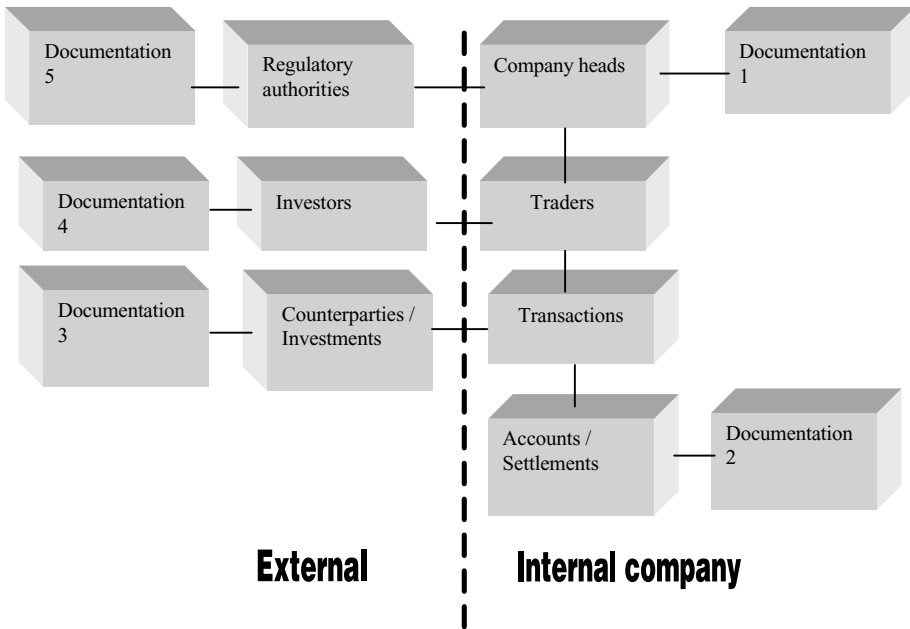 Documentation
5
Regulatory
authorities
Company heads
Documentation
1
Documentation
4
Investors
Traders
Documentation
3
Counterparties /
Investments
Transactions
Accounts /
Settlements
Documentation
2
External
Internal company